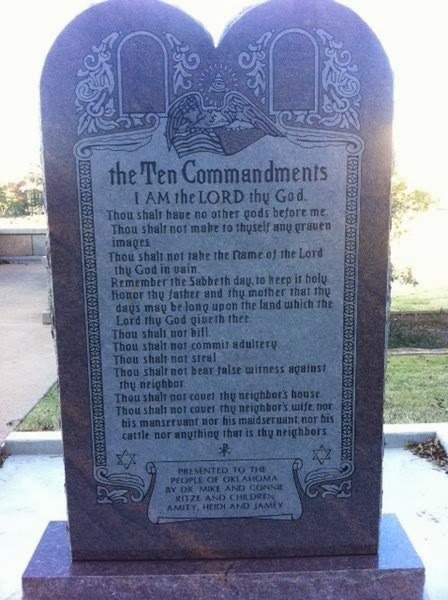 the Ten Commandments
I AM the LORD thy God.
Thou shalt have no other gods before me.
Thou shalt not make to thyself any graven
images.
Thou shalt not take the Name of the Lord
thy God in vain.
Remember the Sabbeth day, to keep it holy.
Honor thy father and thy mother that thy
days may be long upon the land which the
Lord thy God giveth thee.
Thou shalt not kill.
Thou shalt not commit adultery.
Thou shalt not steal.
Thou shalt not bear false witness against
thy neighbor.
Thou shalt not covet thy neighbor's house.
Thou shalt not covet thy neighbor's wife, nor
his manservant, nor his maidservant, nor his
cattle, nor anything that is thy neighbors.
PRESENTED TO THE
PEOPLE OF OKLAHOMA
BY DR. MIKE AND CONNIE
RITZE AND CHILDREN
AMITY, HEIDI AND JAMEY